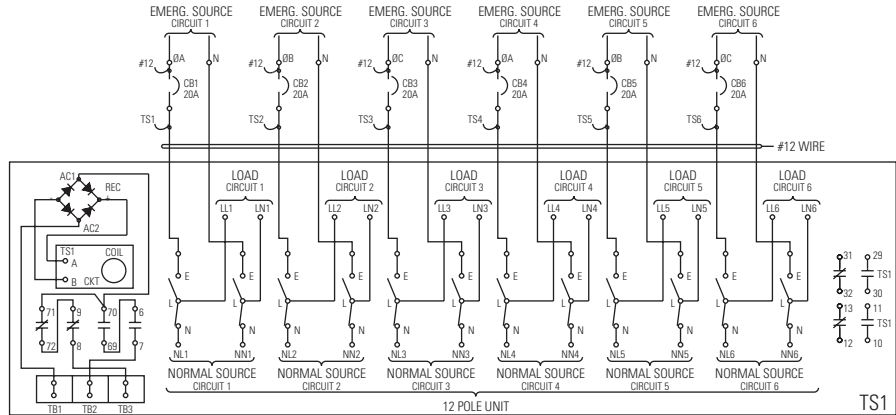 EMERG. SOURCE EMERG. SOURCE EMERG. SOURCE EMERG. SOURCE EMERG. SOURCE EMERG. SOURCE
CIRCUIT 1 CIRCUIT 2 CIRCUIT 3 CIRCUIT 4 CIRCUIT 5 CIRCUIT 6
#12 ØA N #12 ØB N #12 ØC N #12 ØA N #12 ØB N #12 ØC N
CB1 CB2 CB3 CB4 CB5 CB6
20A 20A 20A 20A 20A 20A
TS1 TS2 TS3 TS4 TS5 TS6
#12 WIRE
AC1
REC
- +
AC2
TS1 COIL
A
B CKT
71 9 70 6
72 8 69 7
TB1 TB2 TB3
LOAD LOAD LOAD LOAD LOAD LOAD
CIRCUIT 1 CIRCUIT 2 CIRCUIT 3 CIRCUIT 4 CIRCUIT 5 CIRCUIT 6
LL1 LN1 LL2 LN2 LL3 LN3 LL4 LN4 LL5 LN5 LL6 LN6
E E E E E E E E E E E E
L L L L L L L L L L L L
N N N N N N N N N N N N
NL1 NN1 NL2 NN2 NL3 NN3 NL4 NN4 NL5 NN5 NL6 NN6
NORMAL SOURCE NORMAL SOURCE NORMAL SOURCE NORMAL SOURCE NORMAL SOURCE NORMAL SOURCE
CIRCUIT 1 CIRCUIT 2 CIRCUIT 3 CIRCUIT 4 CIRCUIT 5 CIRCUIT 6
12 POLE UNIT
31 29
TS1
32 30
13 11
TS1
12 10
TS1